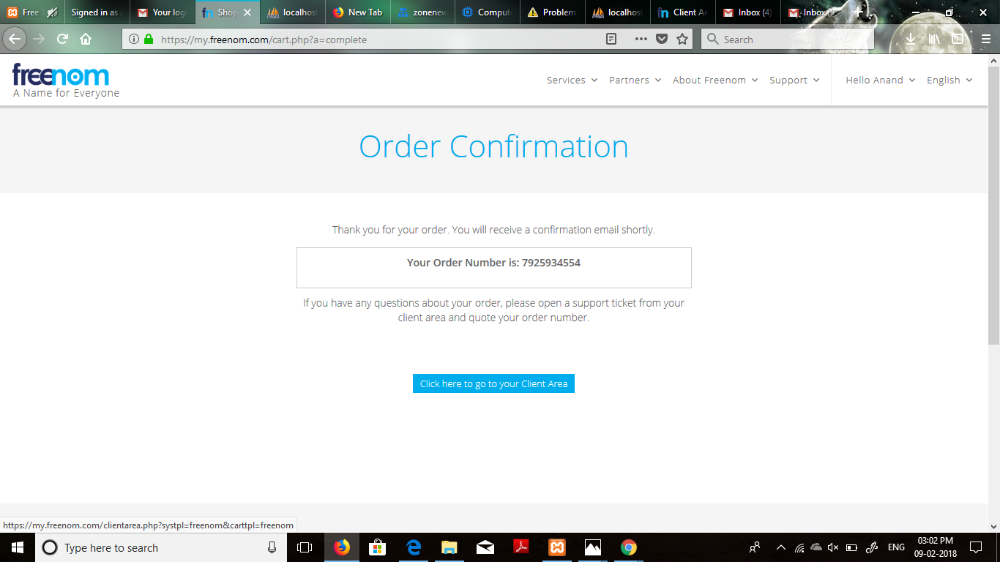 Free
Signed in as
Your log
Shop
localhost
New Tab
zonenew
Compute
Problem
localhost
Client Ar
Inbox (4)
Inbox
https://my.freenom.com/cart.php?a=complete
Search
freenom
A Name for Everyone
Services
Partners
About Freenom
Support
Hello Anand
English
Order Confirmation
Thank you for your order. You will receive a confirmation email shortly.
Your Order Number is: 7925934554
If you have any questions about your order, please open a support ticket from your
client area and quote your order number.
Click here to go to your Client Area
https://my.freenom.com/clientarea.php?systpl=freenom&carttpl=freenom
Type here to search
ENG
03:02 PM
09-02-2018